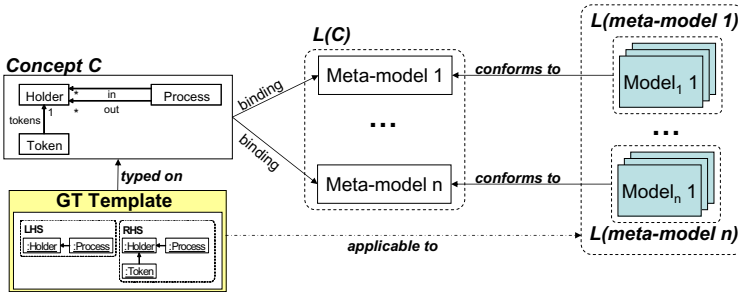 L(C)
L(meta-model 1)
Concept C
Holder
*
in
Process
1
*
out
tokens
Token
binding
binding
Meta-model 1
...
Meta-model n
conforms to
conforms to
Model1 1
...
Modeln 1
L(meta-model n)
typed on
GT Template
LHS
:Holder
:Process
RHS
:Holder
:Process
:Token
applicable to